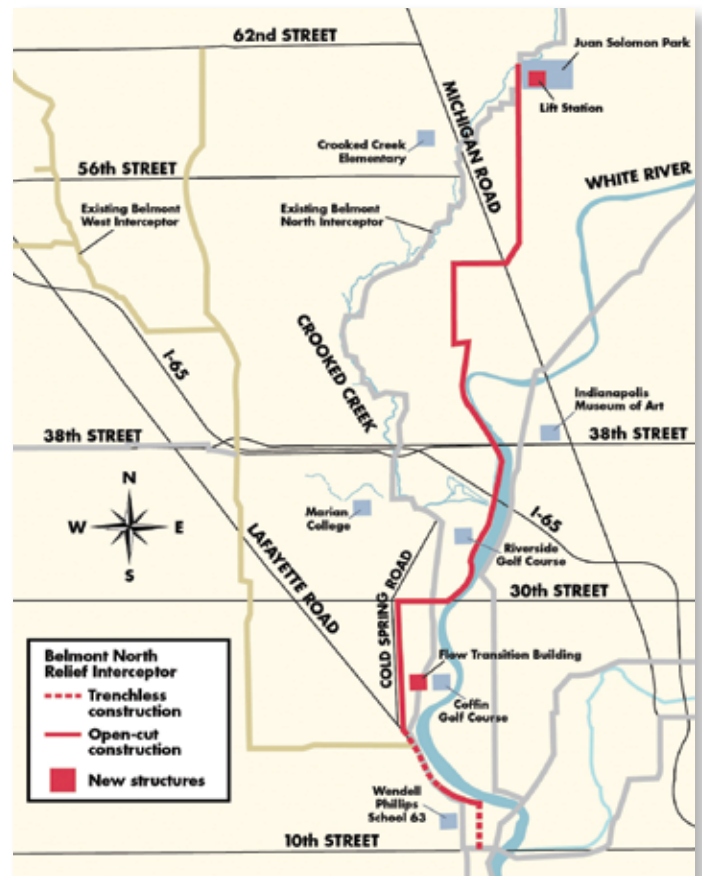 62nd STREET
Juan Solomon Park
Lift Station
MICHIGAN ROAD
Crooked Creek
Elementary
56th STREET
WHITE RIVER
Existing Belmont
West Interceptor
Existing Belmont
North Interceptor
CROOKED CREEK
I-65
Indianapolis
Museum of Art
38th STREET
38th STREET
N
W
E
S
Marian
College
I-65
LAFAYETTE ROAD
Riverside
Golf Course
COLD SPRING ROAD
30th STREET
Flow Transition Building
Coffin
Golf Course
Belmont North
Relief Interceptor
Trenchless
construction
Open-cut
construction
New structures
Wendell
Phillips
School 63
10th STREET